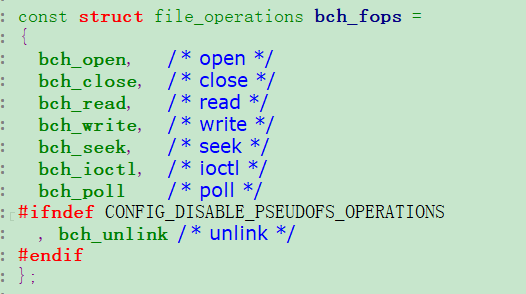 const struct file_operations bch_fops =
{
  bch_open,   /* open */
  bch_close,  /* close */
  bch_read,   /* read */
  bch_write,  /* write */
  bch_seek,   /* seek */
  bch_ioctl,  /* ioctl */
  bch_poll    /* poll */
#ifndef CONFIG_DISABLE_PSEUDOFS_OPERATIONS
  , bch_unlink /* unlink */
#endif
};